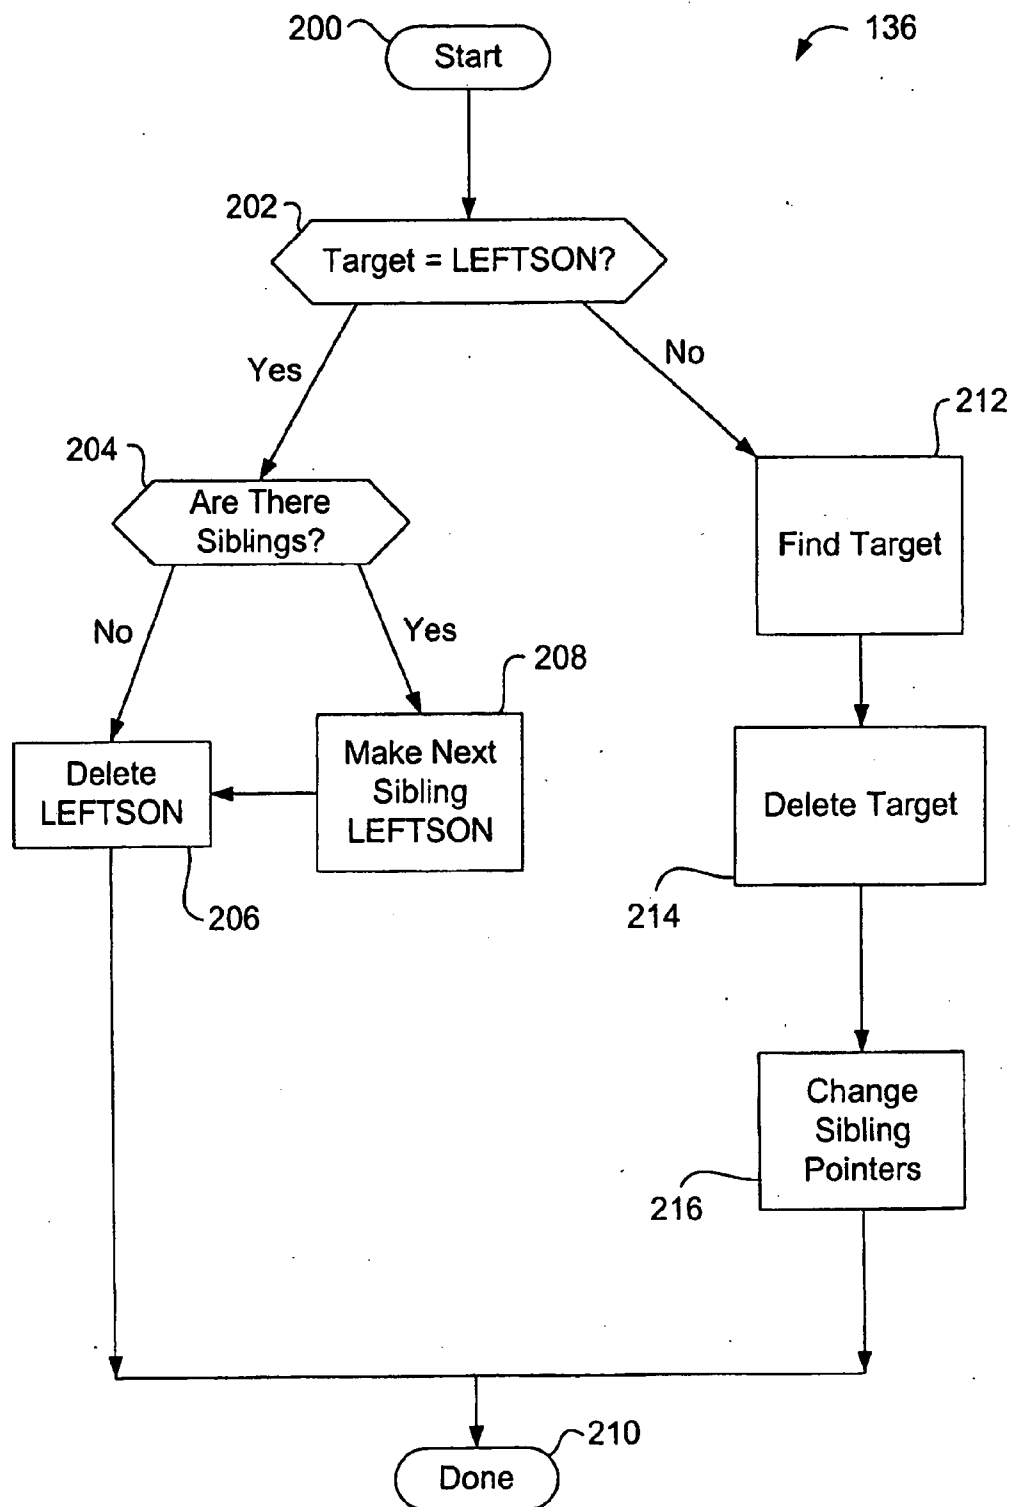 200
Start
136
202
Target = LEFTSON?
Yes
No
212
204
Are There
Siblings?
Find Target
No
Yes
208
Delete
LEFTSON
Make Next
Sibling
LEFTSON
Delete Target
206
214
Change
Sibling
Pointers
216
210
Done